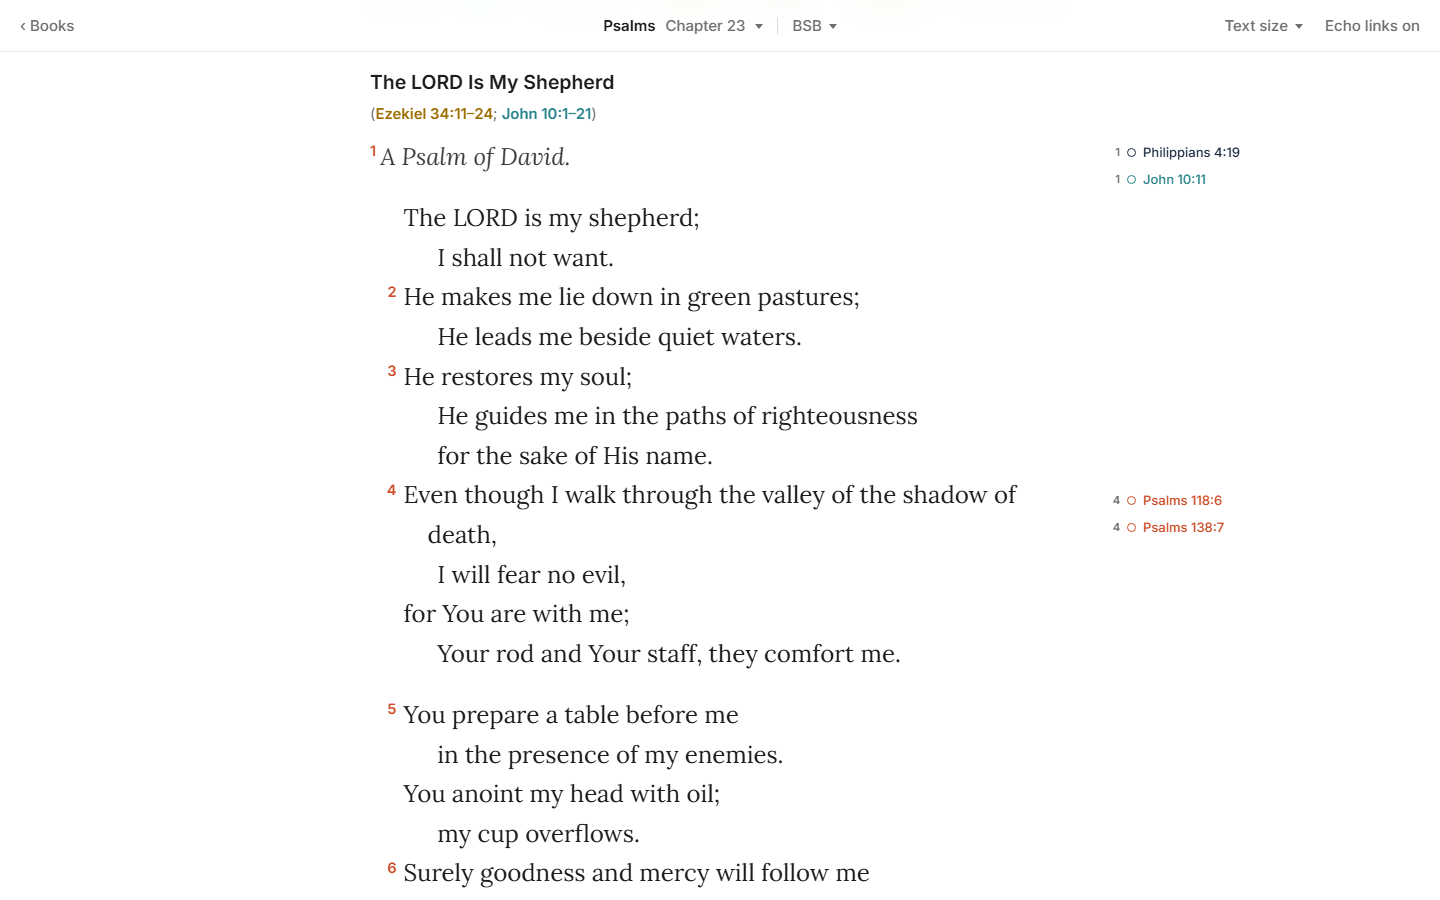 ‹ Books
Psalms Chapter 23
BSB
Text size
Echo links on
The LORD Is My Shepherd
(Ezekiel 34:11–24; John 10:1–21)
1 A Psalm of David.
1 Philippians 4:19
1 John 10:11
The LORD is my shepherd;
I shall not want.
2 He makes me lie down in green pastures;
He leads me beside quiet waters.
3 He restores my soul;
He guides me in the paths of righteousness
for the sake of His name.
4 Even though I walk through the valley of the shadow of
death,
4 Psalms 118:6
4 Psalms 138:7
I will fear no evil,
for You are with me;
Your rod and Your staff, they comfort me.
5 You prepare a table before me
in the presence of my enemies.
You anoint my head with oil;
my cup overflows.
6 Surely goodness and mercy will follow me